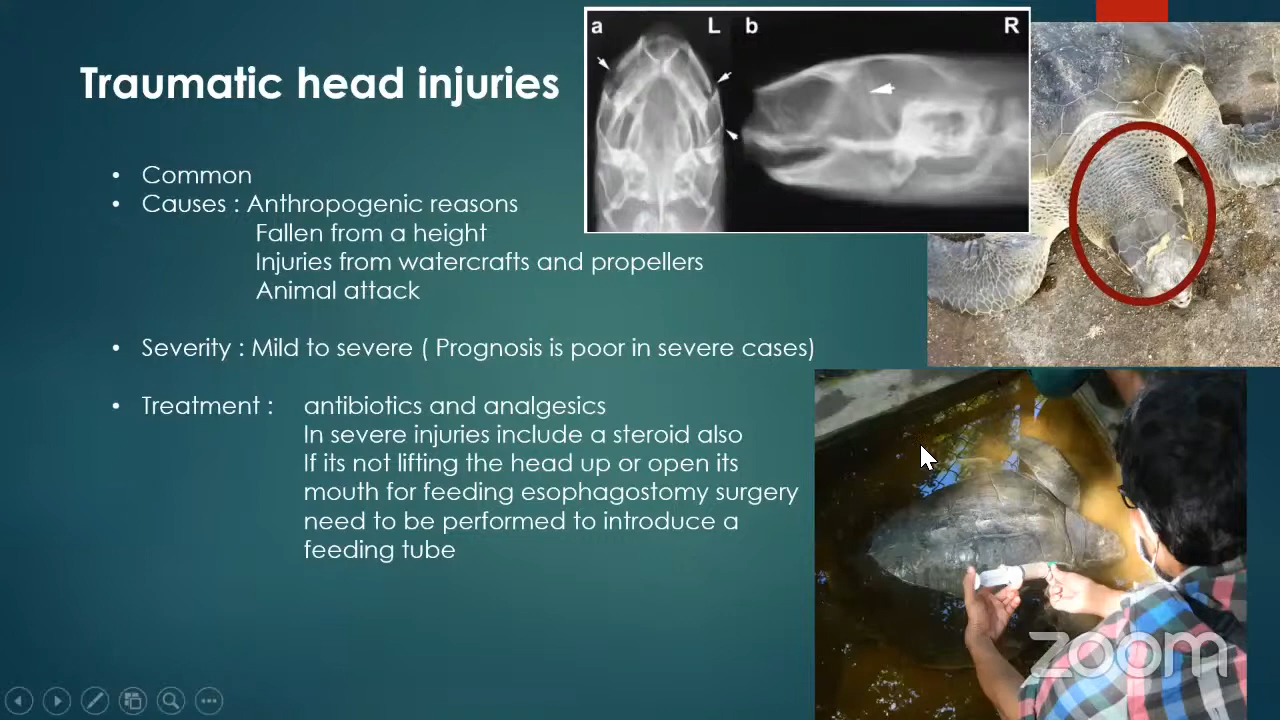 Traumatic head injuries
a L b R
• Common
• Causes : Anthropogenic reasons
Fallen from a height
Injuries from watercrafts and propellers
Animal attack
• Severity : Mild to severe ( Prognosis is poor in severe cases)
• Treatment : antibiotics and analgesics
In severe injuries include a steroid also
If its not lifting the head up or open its
mouth for feeding esophagostomy surgery
need to be performed to introduce a
feeding tube
zoom